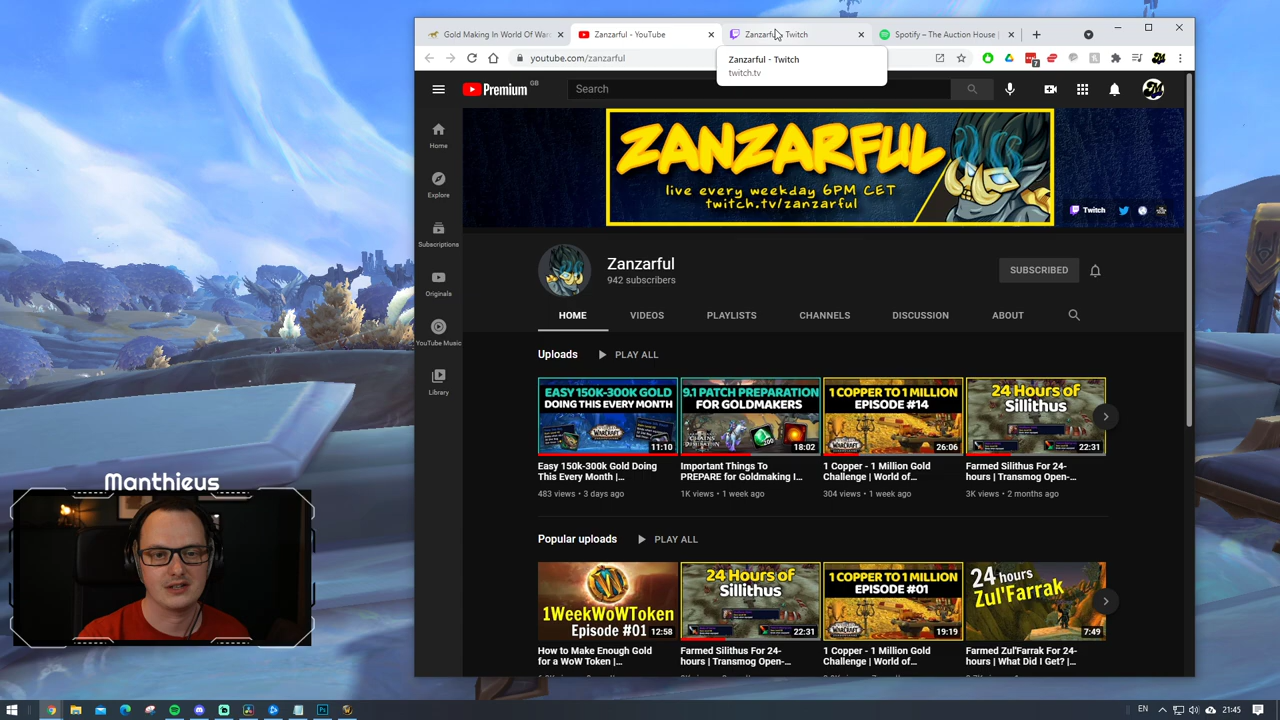 Gold Making In World Of War
Zanzarful - YouTube
Zanzarful - Twitch
Spotify – The Auction House |
youtube.com/zanzarful
Zanzarful - Twitch
twitch.tv
7
Premium GB
Search
Home
Explore
Subscriptions
Originals
YouTube Music
Library
ZANZARFUL
live every weekday 6PM CET
twitch.tv/zanzarful
Twitch
Zanzarful
942 subscribers
SUBSCRIBED
HOME
VIDEOS
PLAYLISTS
CHANNELS
DISCUSSION
ABOUT
Uploads
PLAY ALL
EASY 150K-300K GOLD
DOING THIS EVERY MONTH
11:10
9.1 PATCH PREPARATION
FOR GOLDMAKERS
18:02
1 COPPER TO 1 MILLION
EPISODE #14
26:06
24 Hours of
Sillithus
22:31
Easy 150k-300k Gold Doing
This Every Month |...
483 views • 3 days ago
Important Things To
PREPARE for Goldmaking I...
1K views • 1 week ago
1 Copper - 1 Million Gold
Challenge | World of...
304 views • 1 week ago
Farmed Silithus For 24-
hours | Transmog Open-...
3K views • 2 months ago
Popular uploads
PLAY ALL
1WeekWoWToken
Episode #01
12:58
24 Hours of
Sillithus
22:31
1 COPPER TO 1 MILLION
EPISODE #01
19:19
24 hours
Zul'Farrak
7:49
How to Make Enough Gold
for a WoW Token |...
Farmed Silithus For 24-
hours | Transmog Open-...
1 Copper - 1 Million Gold
Challenge | World of...
Farmed Zul'Farrak For 24-
hours | What Did I Get? |...
Manthieus
EN
21:45